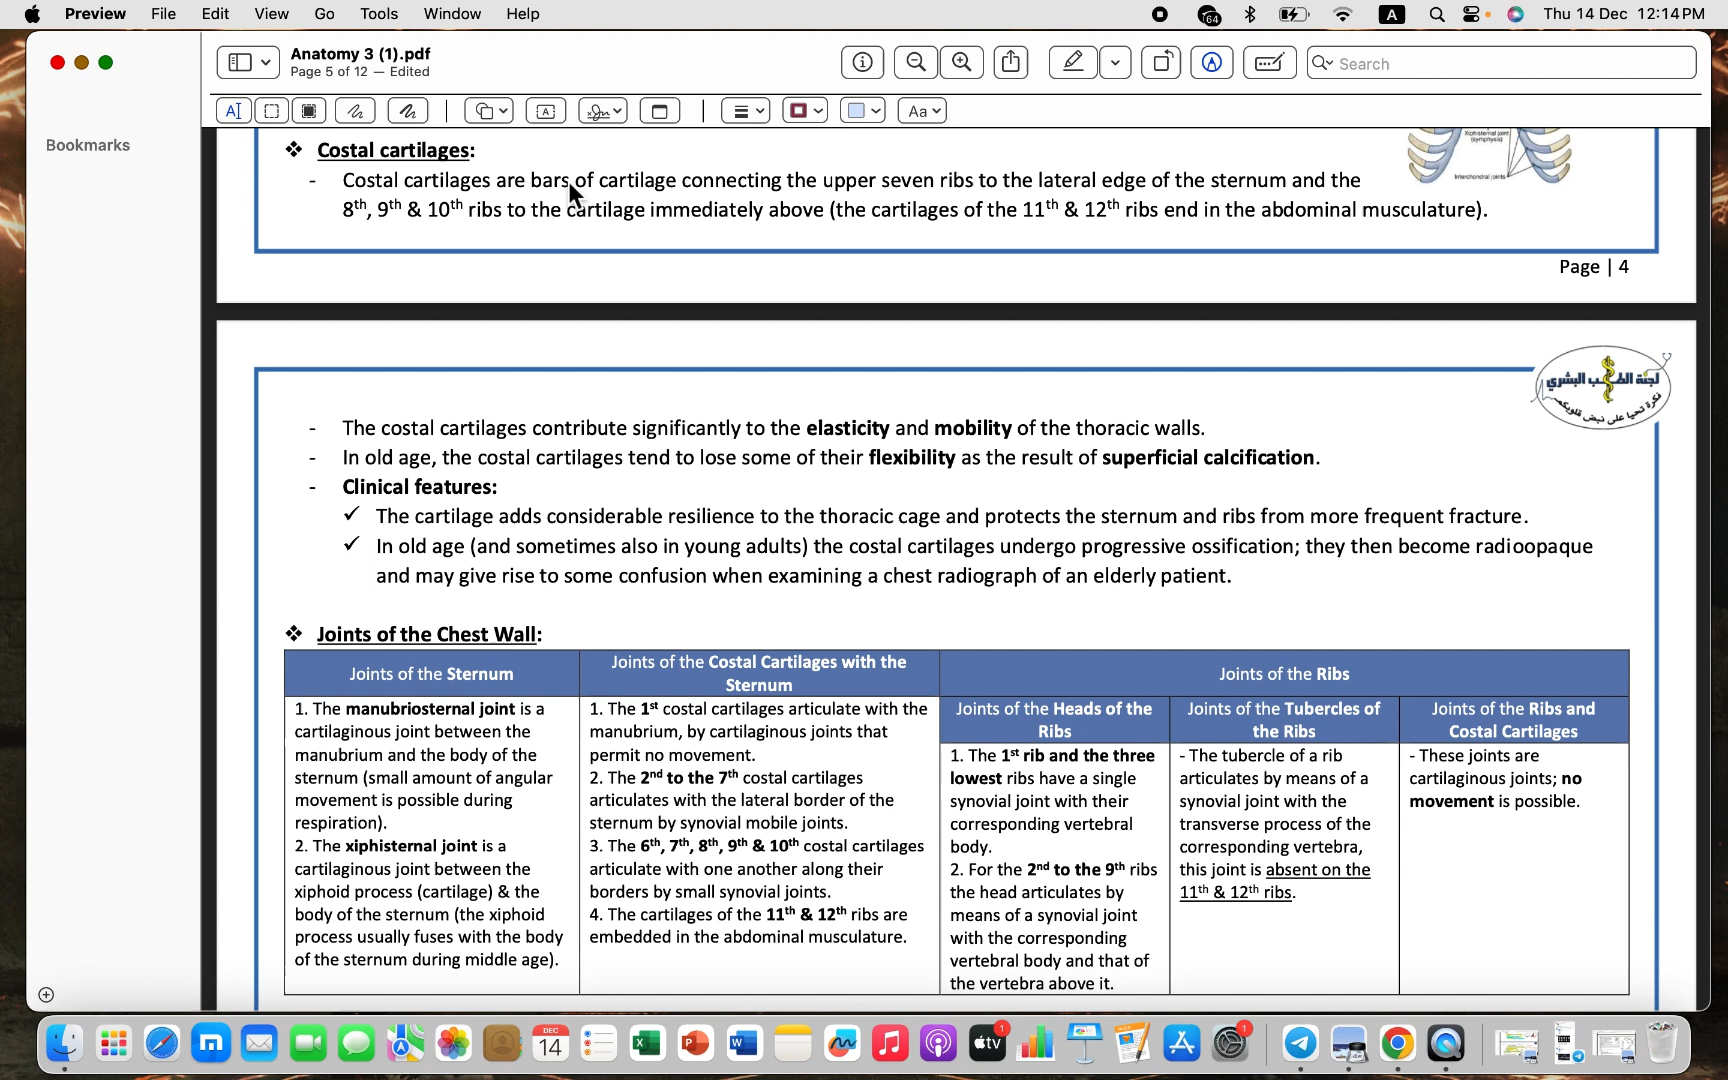 Preview File Edit View Go Tools Window Help
64 A Thu 14 Dec 12:14 PM
Anatomy 3 (1).pdf
Page 5 of 12 — Edited
Search
Aa
Bookmarks
Xiphisternal joint
(symphysis)
Interchondral joints
❖ Costal cartilages:
- Costal cartilages are bars of cartilage connecting the upper seven ribs to the lateral edge of the sternum and the
8th, 9th & 10th ribs to the cartilage immediately above (the cartilages of the 11th & 12th ribs end in the abdominal musculature).
Page | 4
لجنة الطب البشري
فكرة تحيا على نبض قلوبكم
- The costal cartilages contribute significantly to the elasticity and mobility of the thoracic walls.
- In old age, the costal cartilages tend to lose some of their flexibility as the result of superficial calcification.
- Clinical features:
✓ The cartilage adds considerable resilience to the thoracic cage and protects the sternum and ribs from more frequent fracture.
✓ In old age (and sometimes also in young adults) the costal cartilages undergo progressive ossification; they then become radioopaque
and may give rise to some confusion when examining a chest radiograph of an elderly patient.
❖ Joints of the Chest Wall:
Joints of the Sternum
1. The manubriosternal joint is a
cartilaginous joint between the
manubrium and the body of the
sternum (small amount of angular
movement is possible during
respiration).
2. The xiphisternal joint is a
cartilaginous joint between the
xiphoid process (cartilage) & the
body of the sternum (the xiphoid
process usually fuses with the body
of the sternum during middle age).
Joints of the Costal Cartilages with the
Sternum
1. The 1st costal cartilages articulate with the
manubrium, by cartilaginous joints that
permit no movement.
2. The 2nd to the 7th costal cartilages
articulates with the lateral border of the
sternum by synovial mobile joints.
3. The 6th, 7th, 8th, 9th & 10th costal cartilages
articulate with one another along their
borders by small synovial joints.
4. The cartilages of the 11th & 12th ribs are
embedded in the abdominal musculature.
Joints of the Ribs
Joints of the Heads of the
Ribs
1. The 1st rib and the three
lowest ribs have a single
synovial joint with their
corresponding vertebral
body.
2. For the 2nd to the 9th ribs
the head articulates by
means of a synovial joint
with the corresponding
vertebral body and that of
the vertebra above it.
Joints of the Tubercles of
the Ribs
- The tubercle of a rib
articulates by means of a
synovial joint with the
transverse process of the
corresponding vertebra,
this joint is absent on the
11th & 12th ribs.
Joints of the Ribs and
Costal Cartilages
- These joints are
cartilaginous joints; no
movement is possible.
DEC
14
tv
1
1